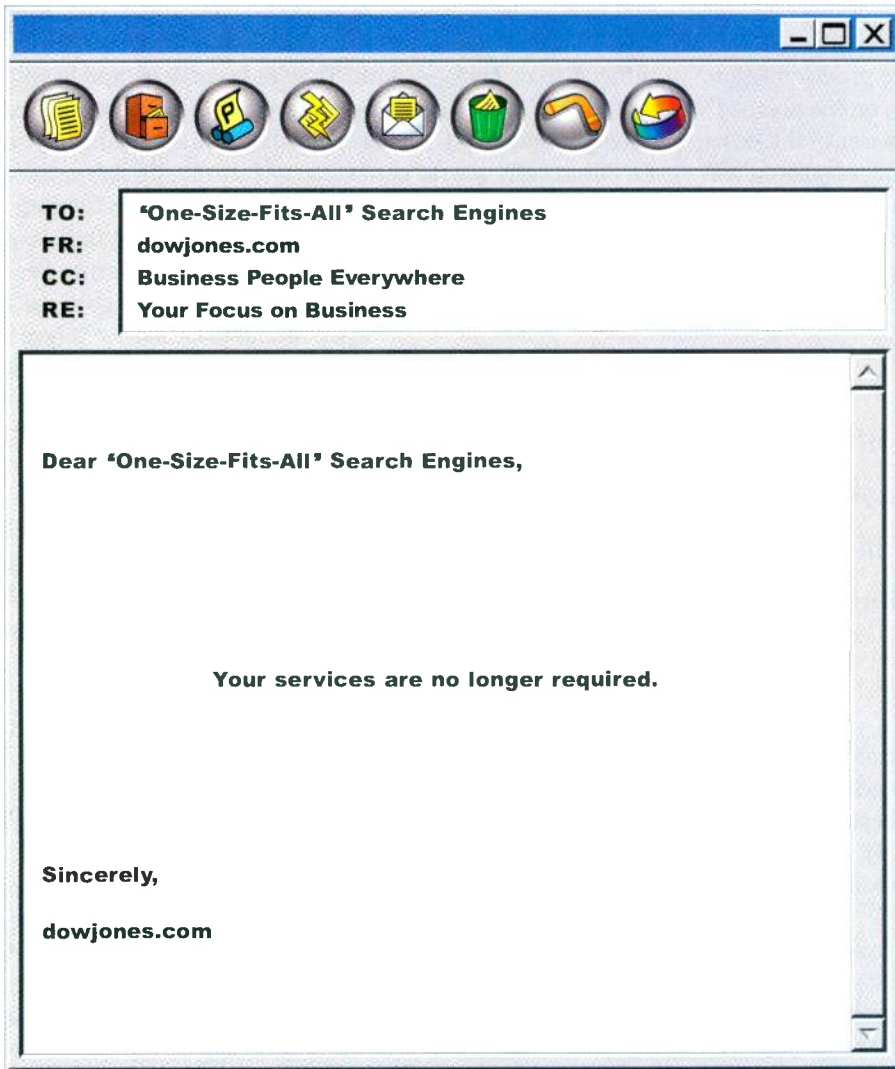 P
TO: ‘One-Size-Fits-All’ Search Engines
FR: dowjones.com
CC: Business People Everywhere
RE: Your Focus on Business
Dear ‘One-Size-Fits-All’ Search Engines,
Your services are no longer required.
Sincerely,
dowjones.com